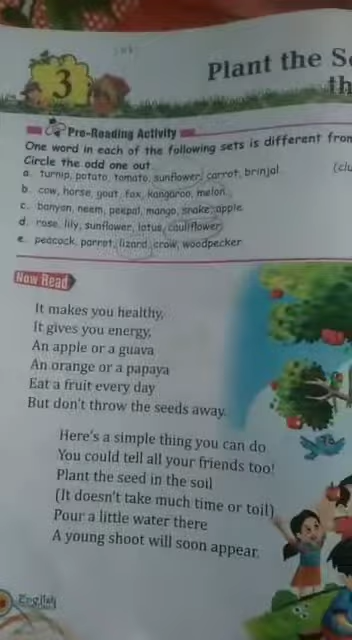 3
Plant the
th
Pre-Reading Activity
One word in each of the following sets is different from
Circle the odd one out.
(clu
a. turnip, potato, tomato, sunflower, carrot, brinjal
b. cow, horse, goat, fox, kangaroo, melon
c. banyan, neem, peepal, mango, snake, apple
d. rose, lily, sunflower, lotus, cauliflower
e. peacock, parrot, lizard, crow, woodpecker
Now Read
It makes you healthy,
It gives you energy,
An apple or a guava
An orange or a papaya
Eat a fruit every day
But don't throw the seeds away.
Here's a simple thing you can do
You could tell all your friends too!
Plant the seed in the soil
(It doesn't take much time or toil)
Pour a little water there
A young shoot will soon appear.
English